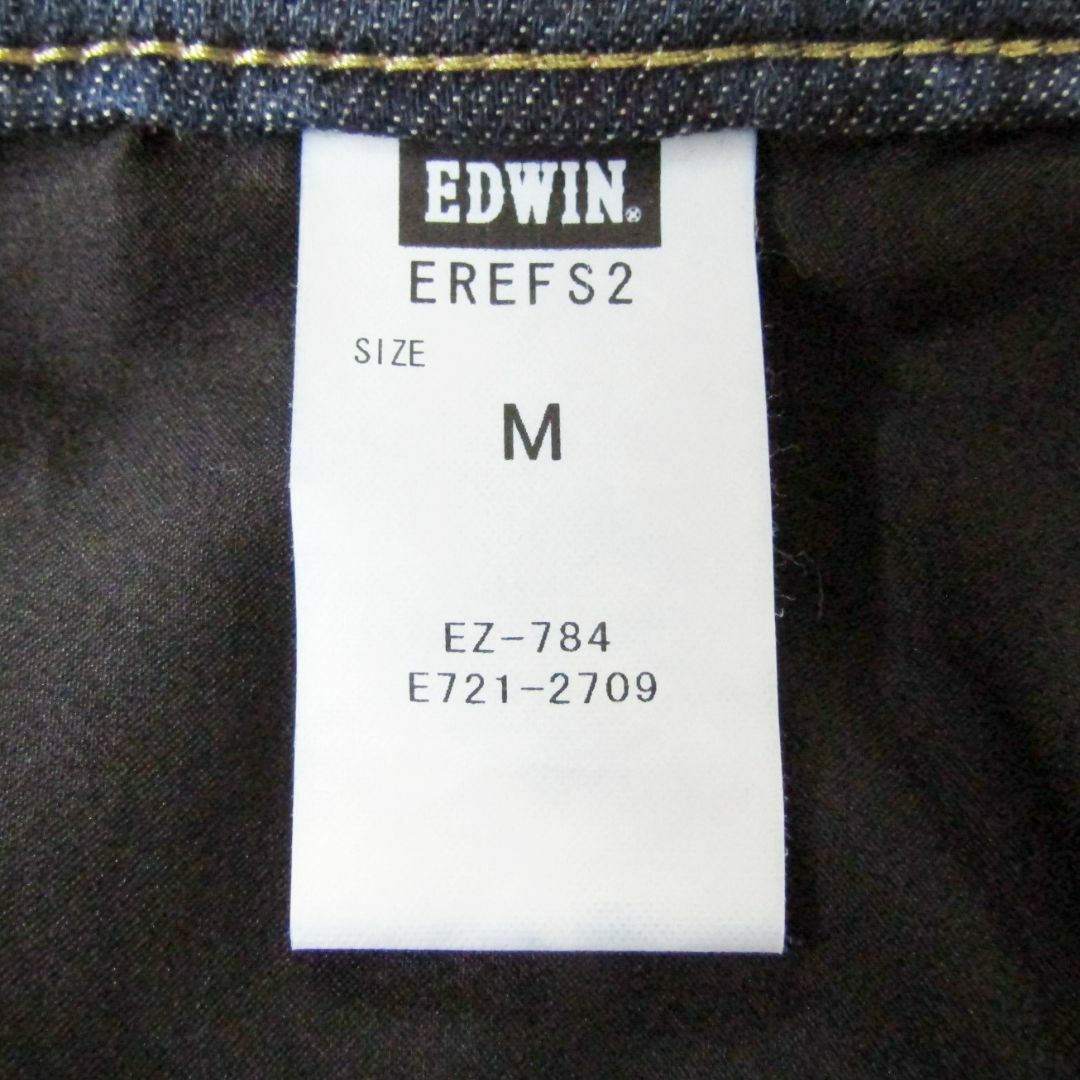 EDWIN®
EREFS2
SIZE
M
EZ-784
E721-2709